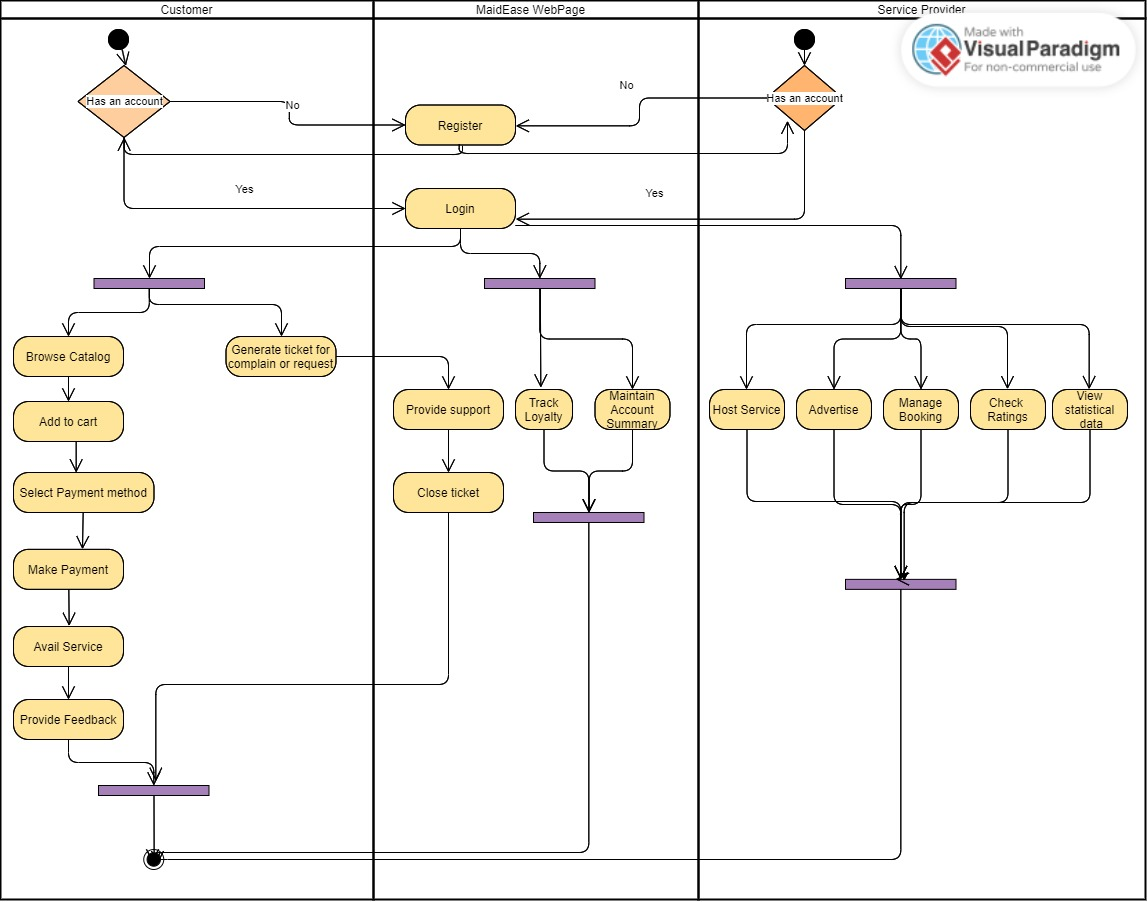 Customer
MaidEase WebPage
Service Provider
Made with
Visual Paradigm
For non-commercial use
Has an account
No
Register
No
Has an account
Yes
Login
Yes
Browse Catalog
Generate ticket for
complain or request
Add to cart
Provide support
Track
Loyalty
Maintain
Account
Summary
Host Service
Advertise
Manage
Booking
Check
Ratings
View
statistical
data
Select Payment method
Close ticket
Make Payment
Avail Service
Provide Feedback